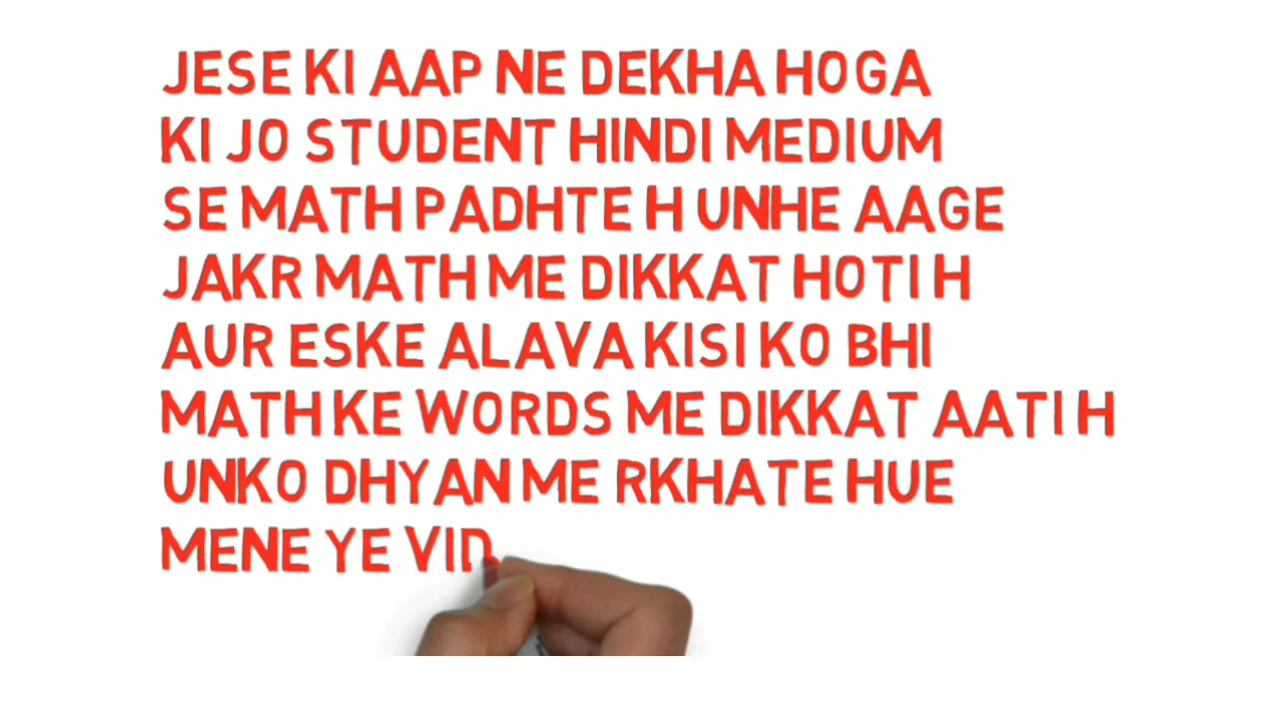 JESE KI AAP NE DEKHA HOGA
KI JO STUDENT HINDI MEDIUM
SE MATH PADHTE H UNHE AAGE
JAKR MATH ME DIKKAT HOTI H
AUR ESKE ALAVA KISI KO BHI
MATH KE WORDS ME DIKKAT AATI H
UNKO DHYAN ME RKHATE HUE
MENE YE VID